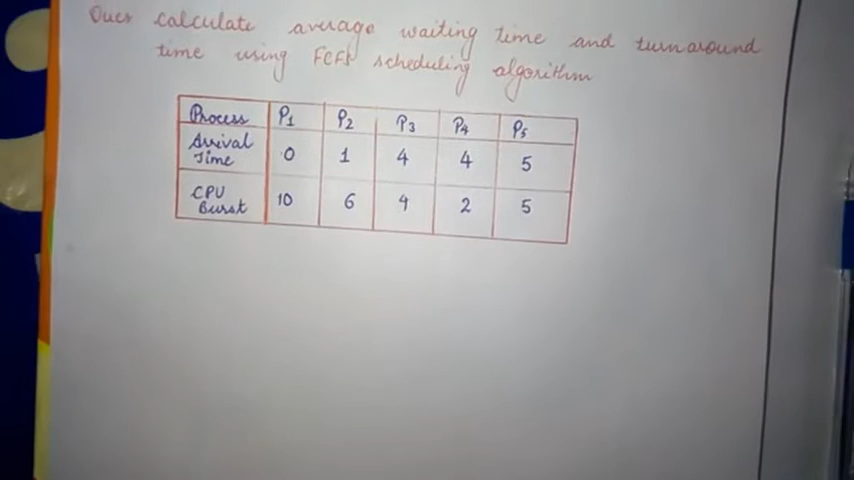 Ques calculate average waiting time and turnaround
time using FCFS scheduling algorithm
Process P1 P2 P3 P4 P5
Arrival Time 0 1 4 4 5
CPU Burst 10 6 4 2 5